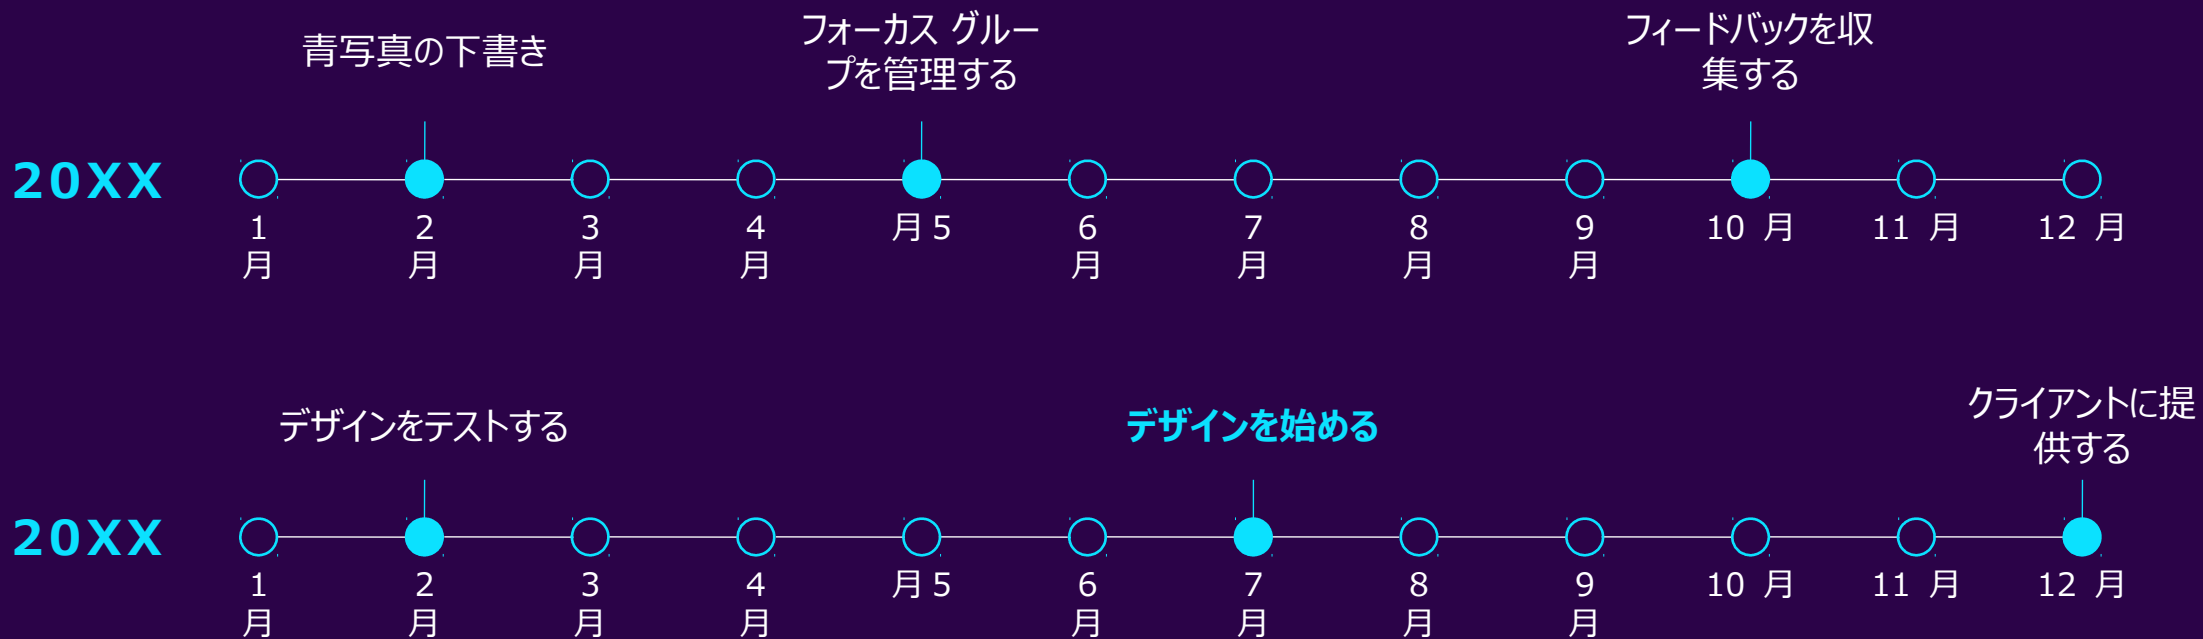 青写真の下書き
フォーカス グルー
プを管理する
フィードバックを収
集する
20XX
1
月
2
月
3
月
4
月
月5
6
月
7
月
8
月
9
月
10 月
11 月
12 月
デザインをテストする
デザインを始める
クライアントに提
供する
20XX
1
月
2
月
3
月
4
月
月5
6
月
7
月
8
月
9
月
10 月
11 月
12 月